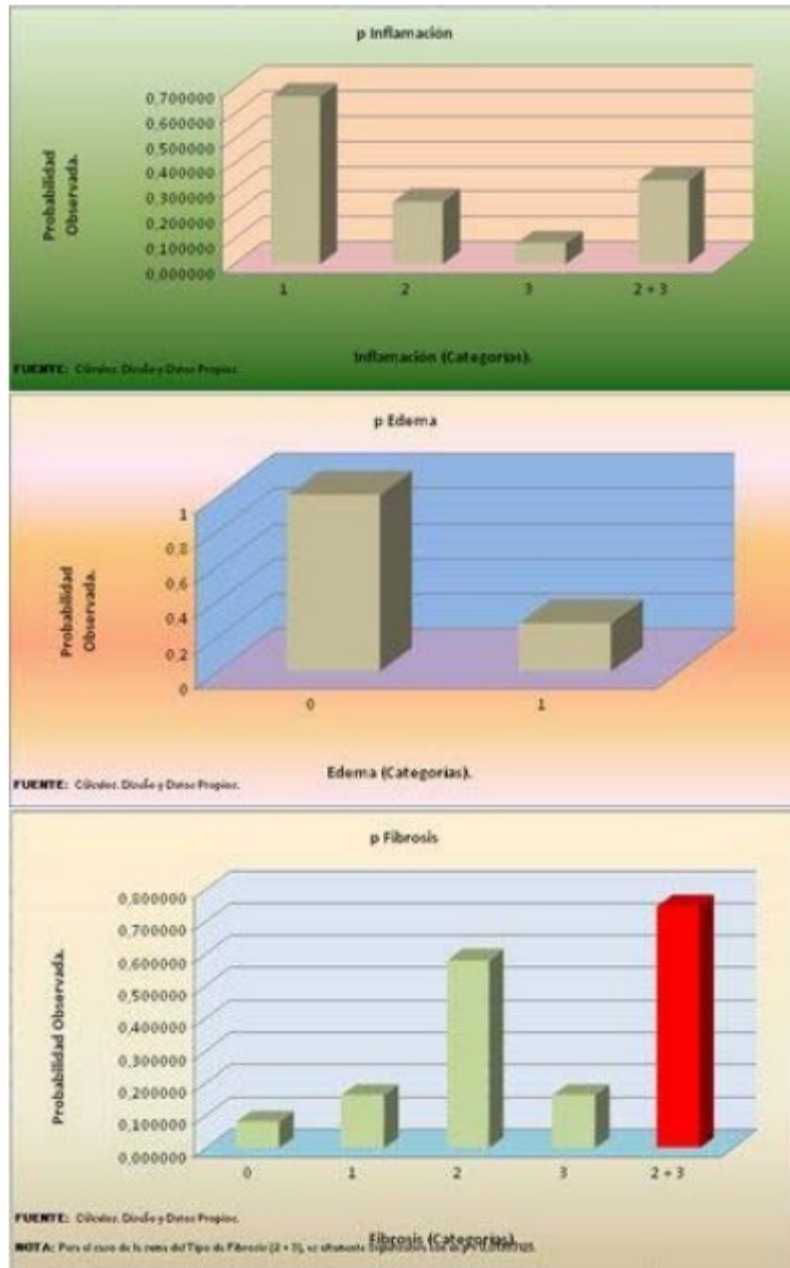 p Inflamación
0,700000
0,600000
0,500000
0,400000
0,300000
0,200000
0,100000
0,000000
Probabilidad
Observada.
1 2 3 2 + 3
Inflamación (Categorías).
FUENTE: Cálculos, Diseño y Datos Propios.
p Edema
1
0,8
0,6
0,4
0,2
0
Probabilidad
Observada.
0 1
Edema (Categorías).
FUENTE: Cálculos, Diseño y Datos Propios.
p Fibrosis
0,800000
0,700000
0,600000
0,500000
0,400000
0,300000
0,200000
0,100000
0,000000
Probabilidad Observada.
0 1 2 3 2 + 3
FUENTE: Cálculos, Diseño y Datos Propios.
Fibrosis (Categorías).
NOTA: Para el caso de la suma del Tipo de Fibrosis (2 + 3), es altamente